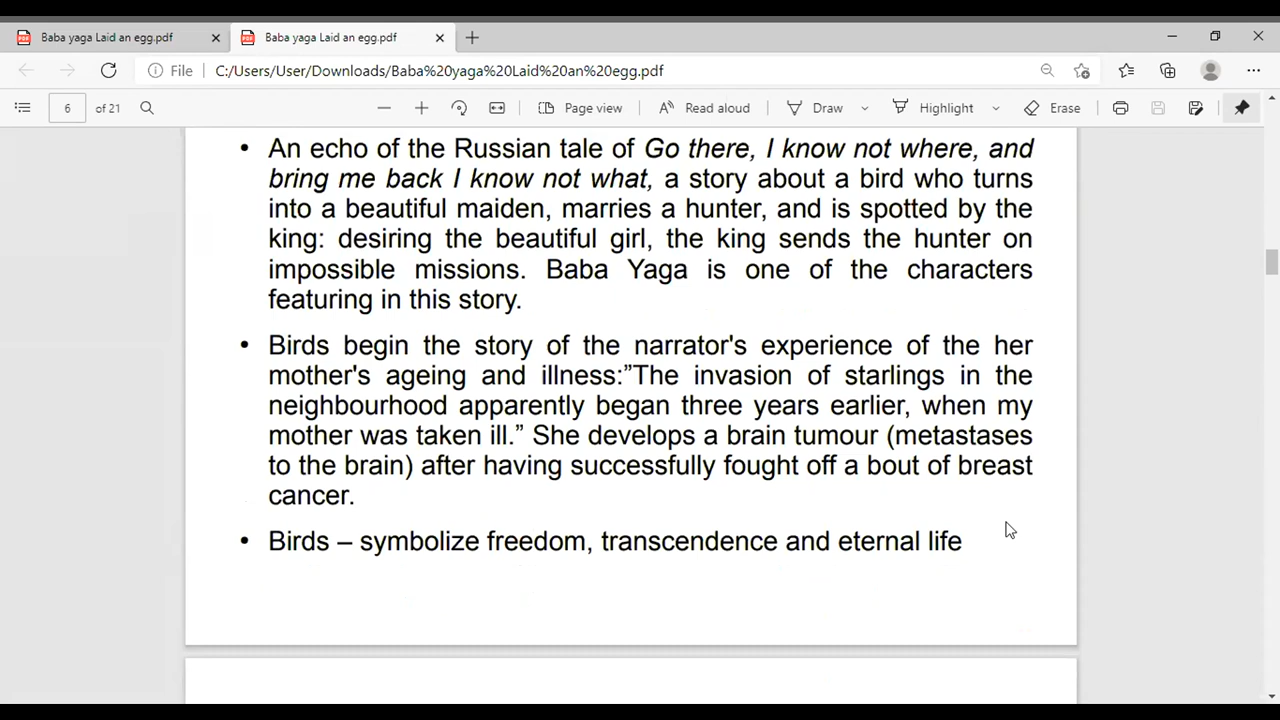 Baba yaga Laid an egg.pdf
Baba yaga Laid an egg.pdf
File C:/Users/User/Downloads/Baba%20yaga%20Laid%20an%20egg.pdf
6 of 21 Page view Read aloud Draw Highlight Erase
• An echo of the Russian tale of Go there, I know not where, and
bring me back I know not what, a story about a bird who turns
into a beautiful maiden, marries a hunter, and is spotted by the
king: desiring the beautiful girl, the king sends the hunter on
impossible missions. Baba Yaga is one of the characters
featuring in this story.
• Birds begin the story of the narrator's experience of the her
mother's ageing and illness:”The invasion of starlings in the
neighbourhood apparently began three years earlier, when my
mother was taken ill.” She develops a brain tumour (metastases
to the brain) after having successfully fought off a bout of breast
cancer.
• Birds – symbolize freedom, transcendence and eternal life